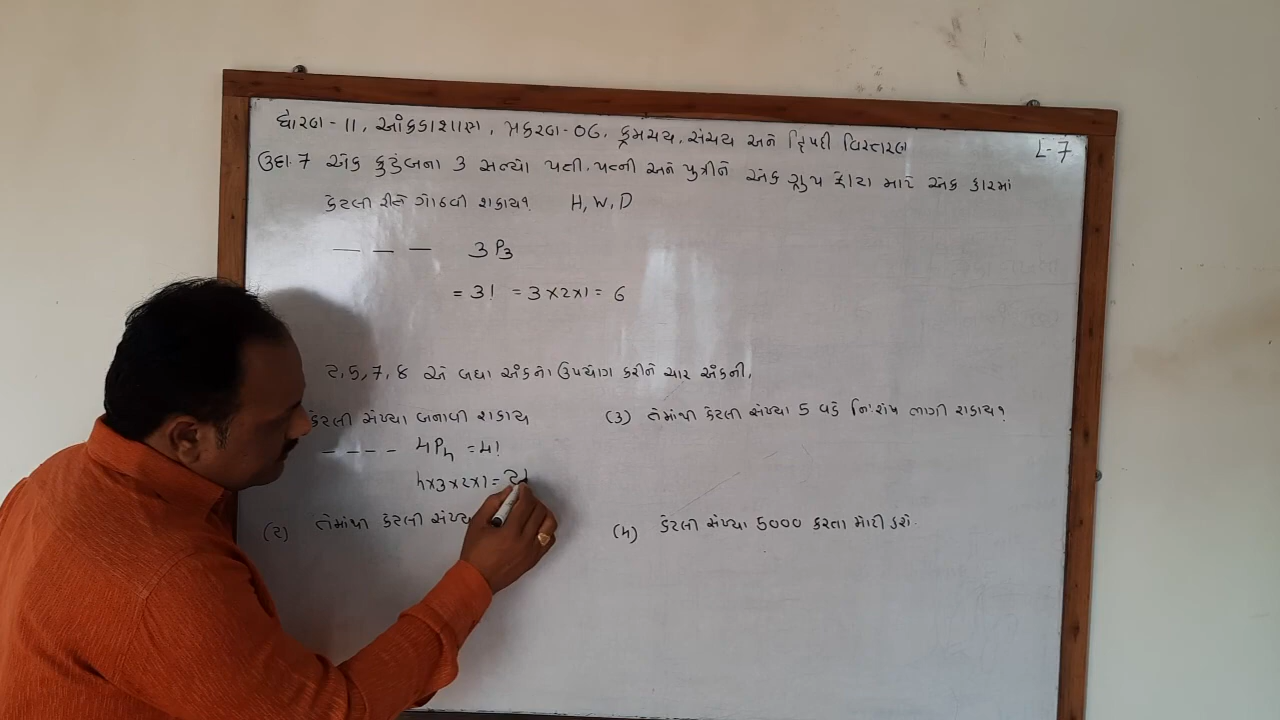 ધોરણ - 11, આંકડાશાસ્ત્ર, પ્રકરણ - 06, ક્રમચય, સંચય અને દ્વિપદી વિસ્તરણ L-7
ઉદા. 7 એક કુટુંબના 3 સભ્યો પતી, પત્ની અને પુત્રીને એક ગ્રુપ ફોટા માટે એક હારમાં
કેટલી રીતે ગોઠવી શકાય? H, W, D
_ _ _ 3P3
= 3! = 3×2×1 = 6
૨, 5, 7, 8 એ બધા અંકનો ઉપયોગ કરીને ચાર અંકની,
કેટલી સંખ્યા બનાવી શકાય
_ _ _ _ 4P4 = 4!
4×3×2×1 = ૨4
(૨) તેમાંથી કેટલી સંખ્યા
(3) તેમાંથી કેટલી સંખ્યા 5 વડે નિઃશેષ ભાગી શકાય?
(4) કેટલી સંખ્યા 5000 કરતા મોટી હશે.